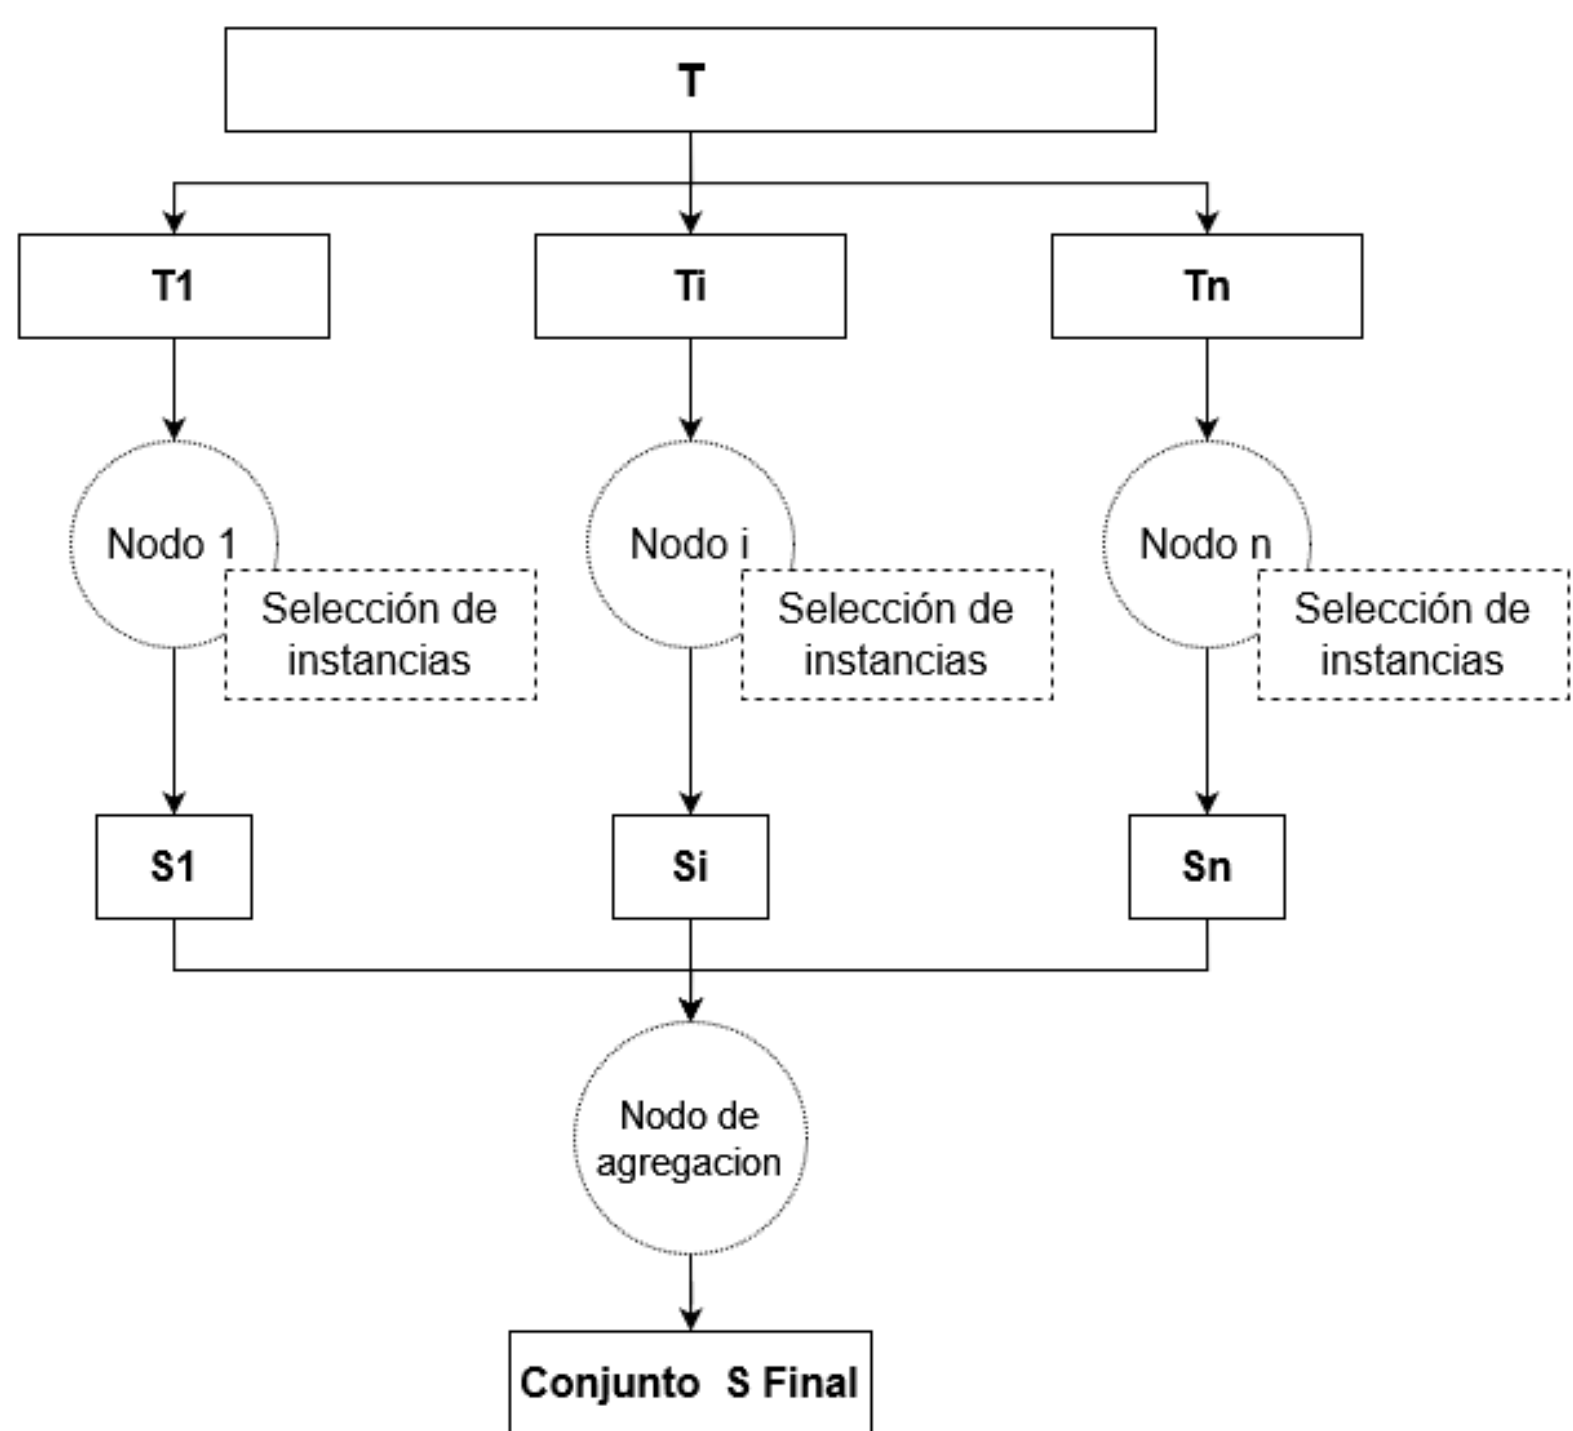 T
T1
Ti
Tn
Nodo 1
Nodo i
Nodo n
Selección de
instancias
Selección de
instancias
Selección de
instancias
S1
Si
Sn
Nodo de
agregacion
Conjunto S Final